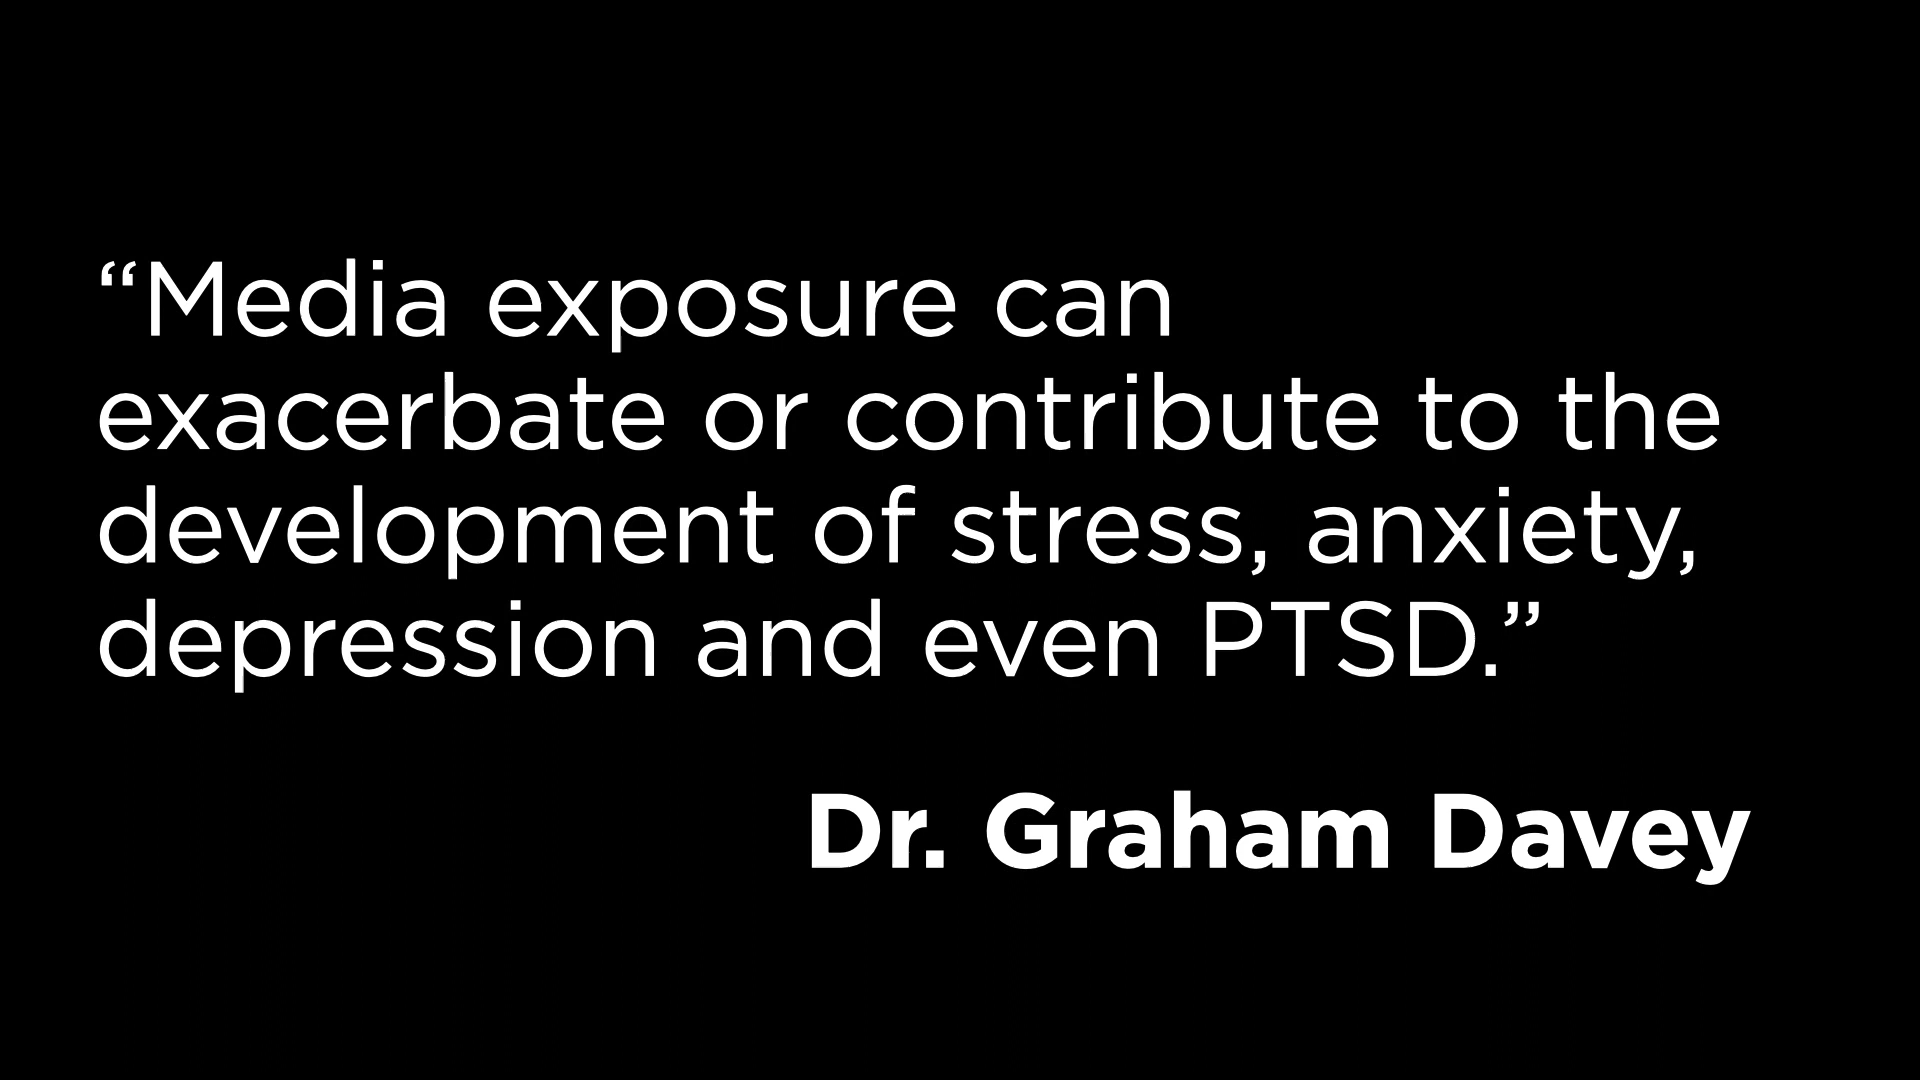 “Media exposure can
exacerbate or contribute to the
development of stress, anxiety,
depression and even PTSD.”
Dr. Graham Davey